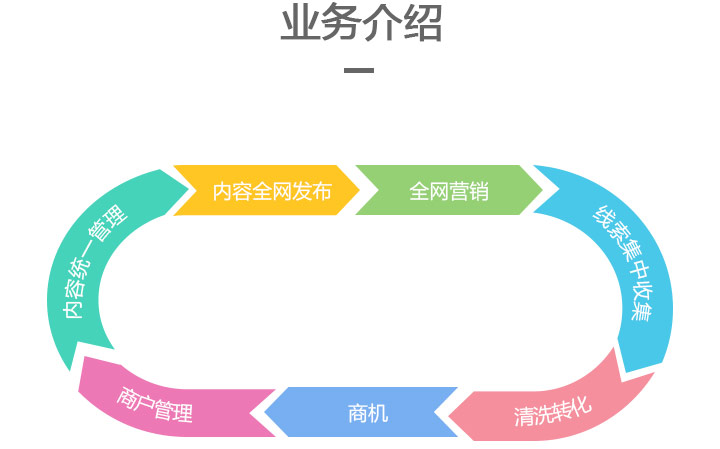 业务介绍
内容统一管理
内容全网发布
全网营销
线索集中收集
清洗转化
商机
商户管理